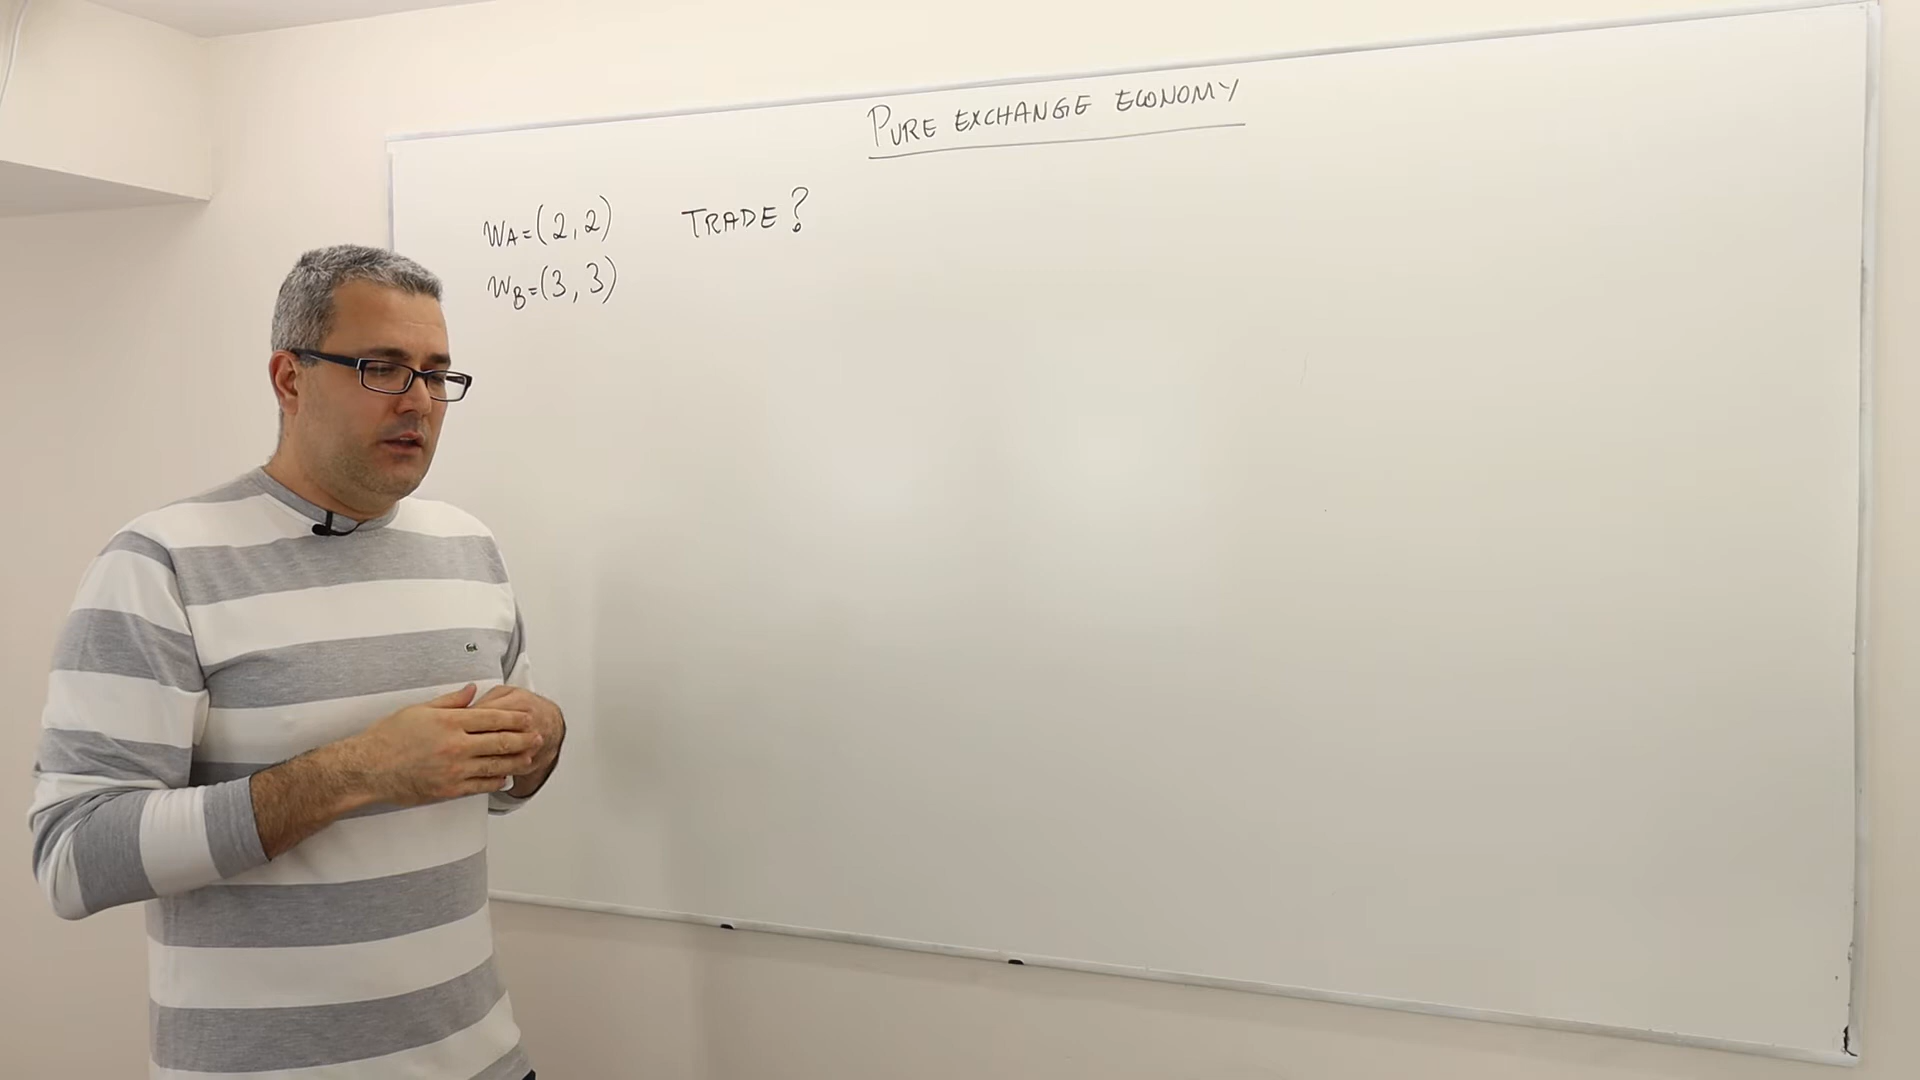 PURE EXCHANGE ECONOMY
WA=(2,2) TRADE?
WB=(3,3)